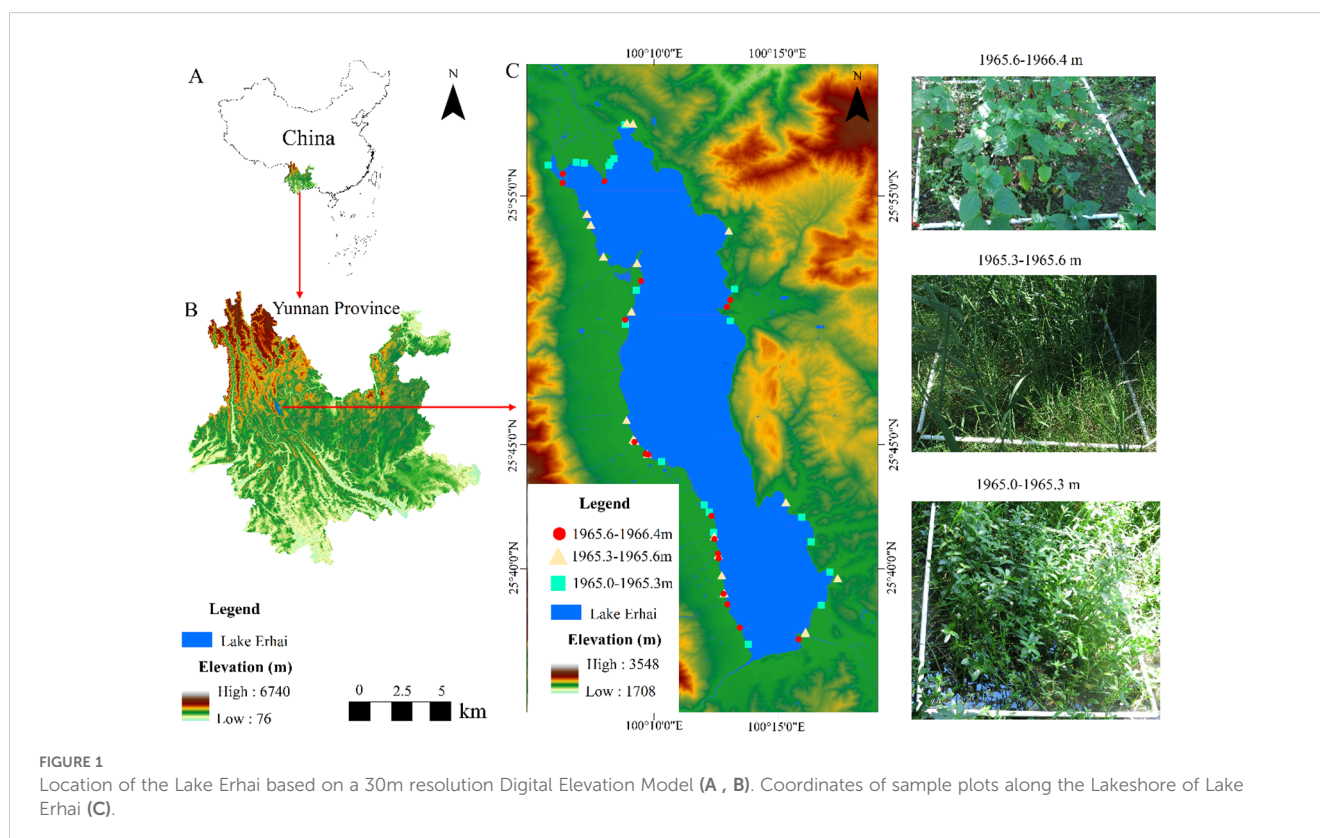 A
N
China
B
Yunnan Province
Legend
Lake Erhai
Elevation (m)
High : 6740
Low : 76
0 2.5 5
km
C
100°10'0"E 100°15'0"E
N
25°55'0"N
25°55'0"N
25°45'0"N
25°45'0"N
25°40'0"N
25°40'0"N
Legend
1965.6-1966.4m
1965.3-1965.6m
1965.0-1965.3m
Lake Erhai
Elevation (m)
High : 3548
Low : 1708
100°10'0"E 100°15'0"E
1965.6-1966.4 m
1965.3-1965.6 m
1965.0-1965.3 m
FIGURE 1
Location of the Lake Erhai based on a 30m resolution Digital Elevation Model (A , B). Coordinates of sample plots along the Lakeshore of Lake
Erhai (C).